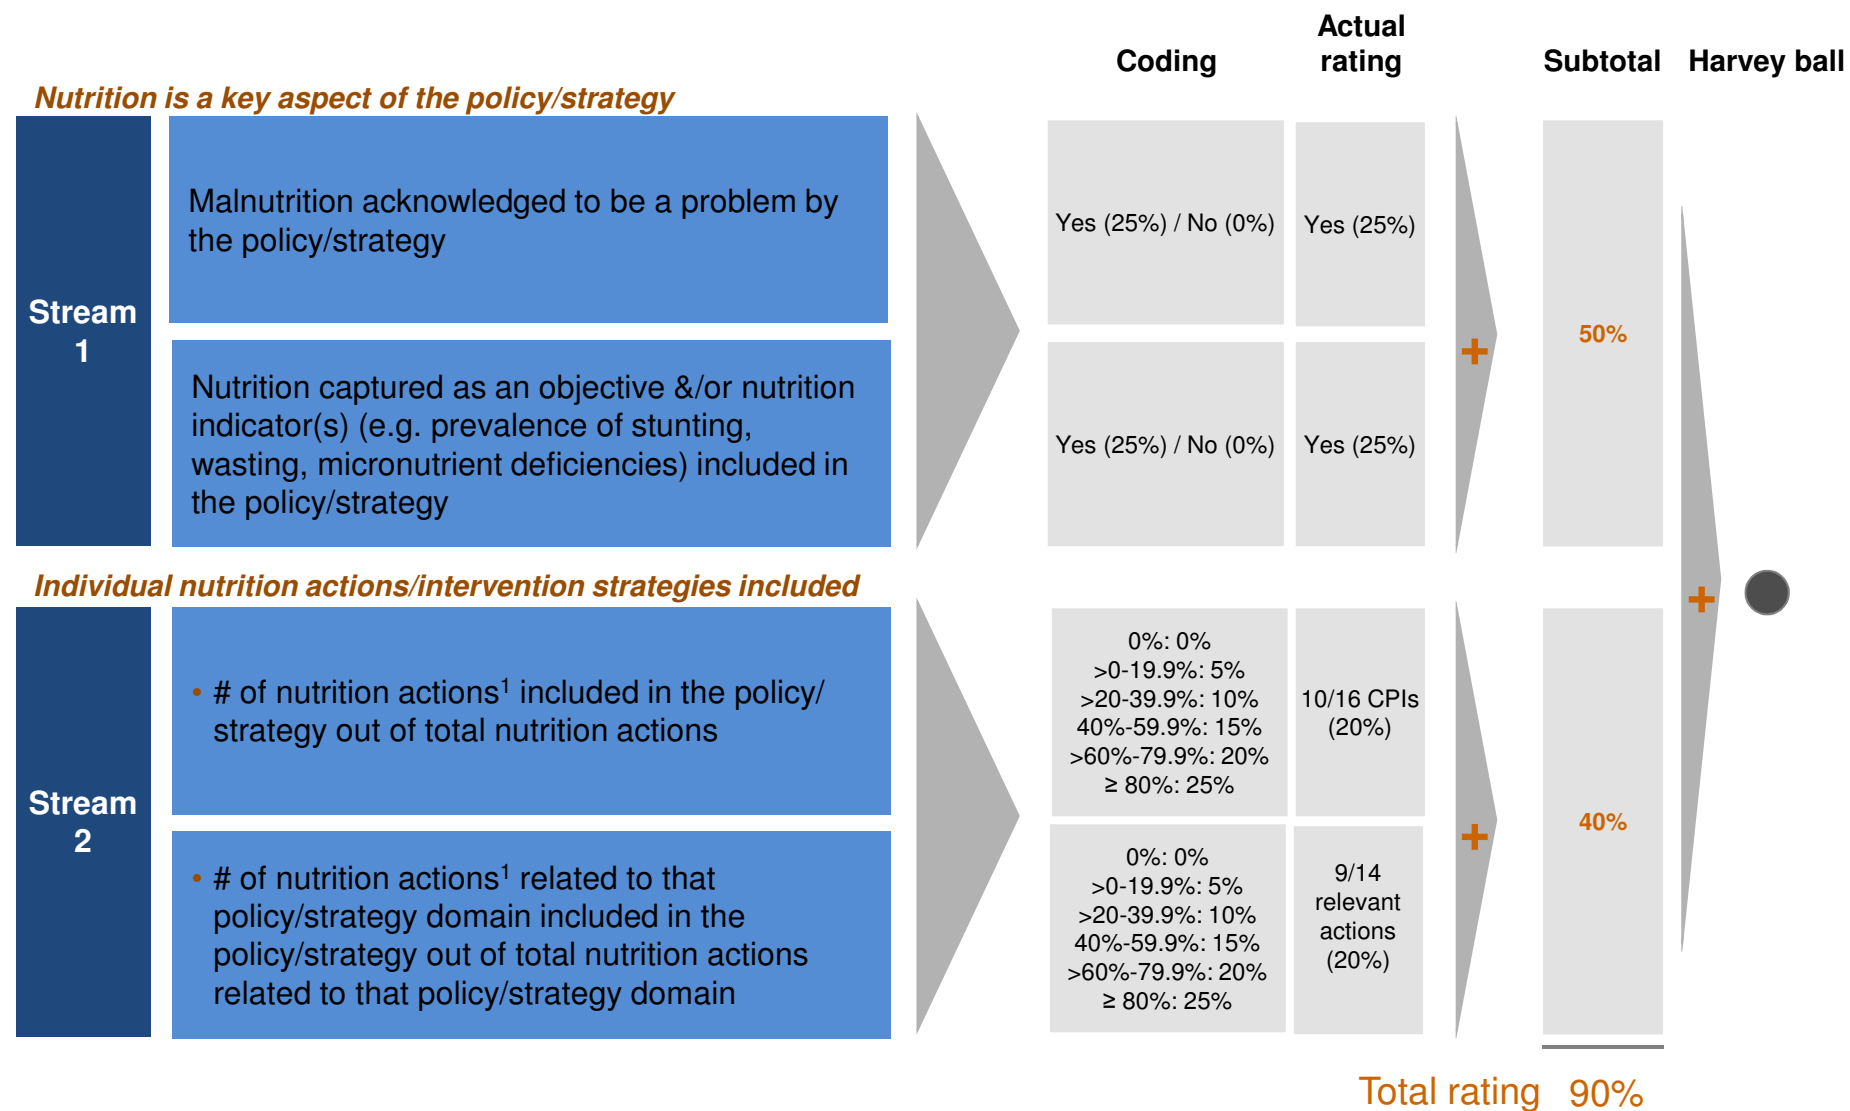 Coding
Actual
rating
Subtotal
Harvey ball
Nutrition is a key aspect of the policy/strategy
Stream
1
Malnutrition acknowledged to be a problem by
the policy/strategy
Yes (25%) / No (0%)
Yes (25%)
Nutrition captured as an objective &/or nutrition
indicator(s) (e.g. prevalence of stunting,
wasting, micronutrient deficiencies) included in
the policy/strategy
Yes (25%) / No (0%)
Yes (25%)
+
50%
Individual nutrition actions/intervention strategies included
Stream
2
• # of nutrition actions¹ included in the policy/
strategy out of total nutrition actions
0%: 0%
>0-19.9%: 5%
>20-39.9%: 10%
40%-59.9%: 15%
>60%-79.9%: 20%
≥ 80%: 25%
10/16 CPIs
(20%)
• # of nutrition actions¹ related to that
policy/strategy domain included in the
policy/strategy out of total nutrition actions
related to that policy/strategy domain
0%: 0%
>0-19.9%: 5%
>20-39.9%: 10%
40%-59.9%: 15%
>60%-79.9%: 20%
≥ 80%: 25%
9/14
relevant
actions
(20%)
+
40%
+
Total rating 90%